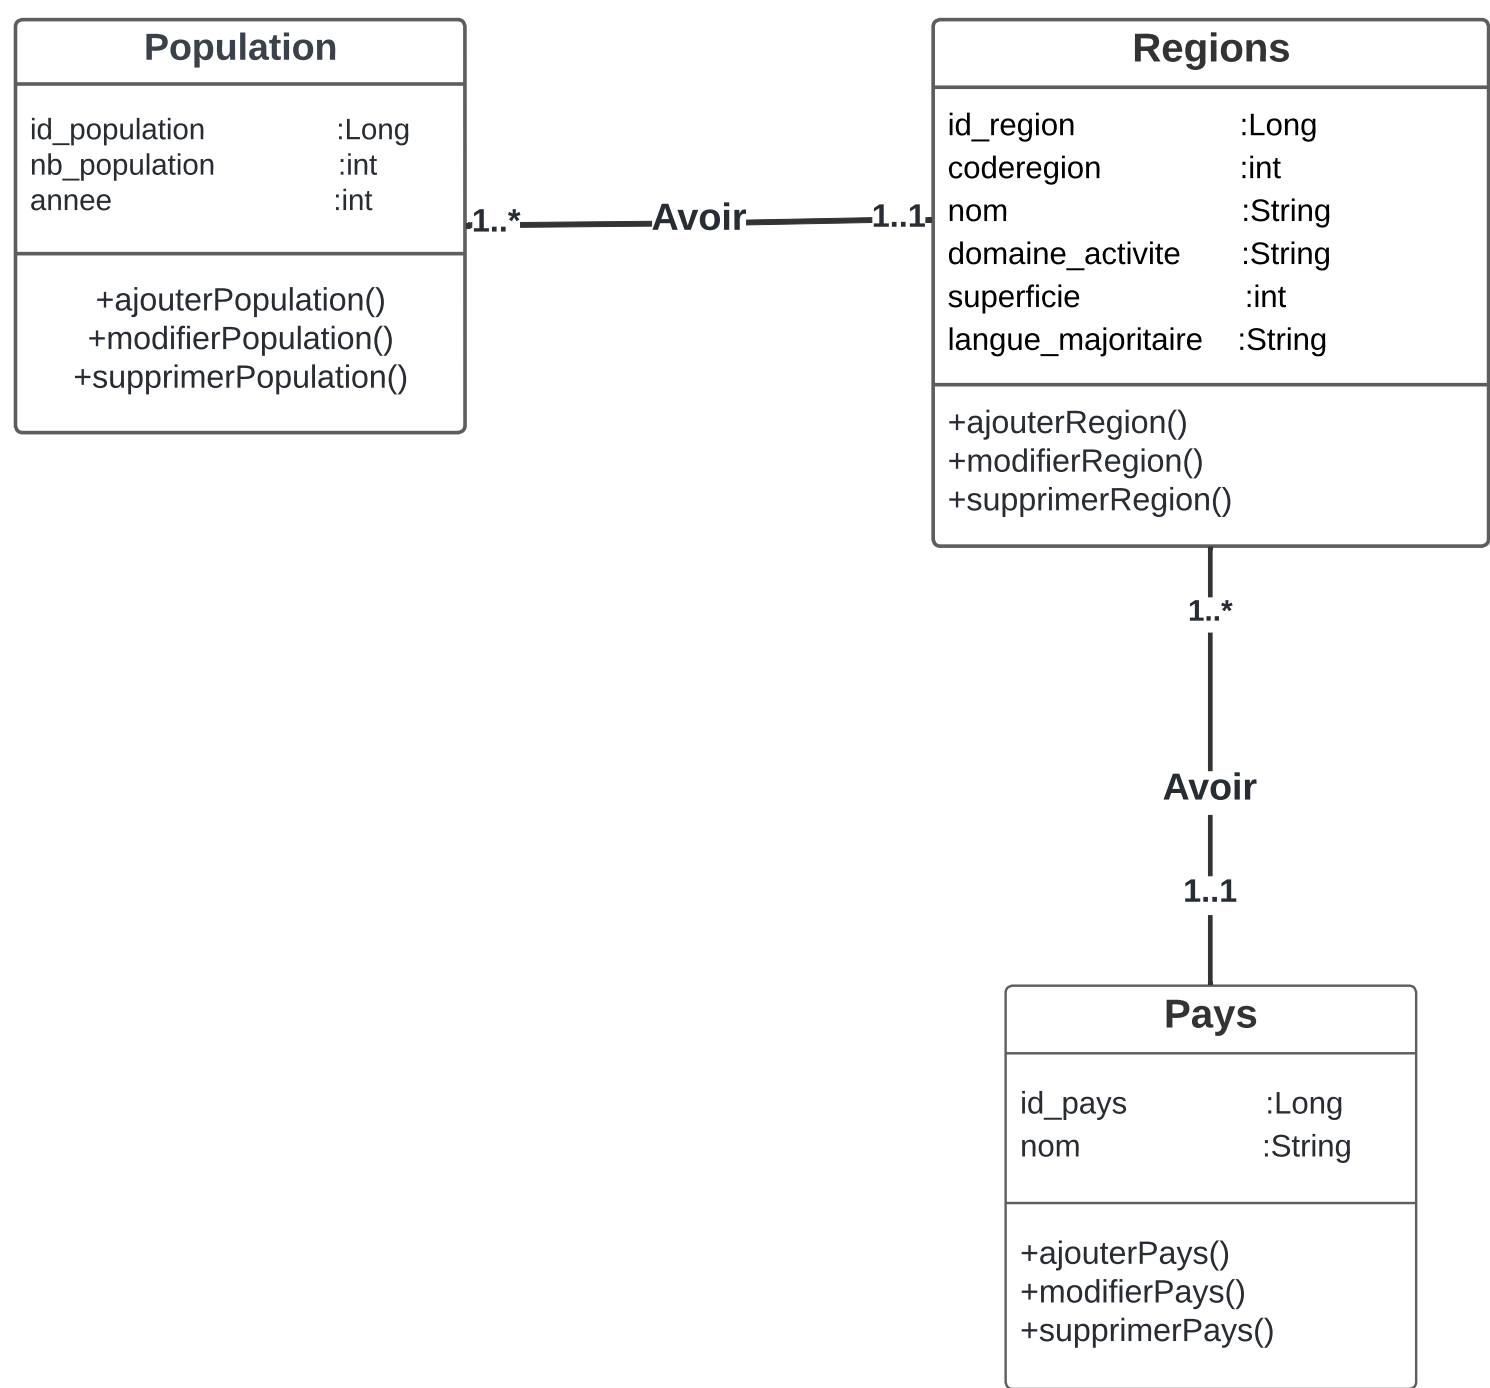 Population
id_population :Long
nb_population :int
annee :int
+ajouterPopulation()
+modifierPopulation()
+supprimerPopulation()
1..* Avoir 1..1
Regions
id_region :Long
coderegion :int
nom :String
domaine_activite :String
superficie :int
langue_majoritaire :String
+ajouterRegion()
+modifierRegion()
+supprimerRegion()
1..*
Avoir
1..1
Pays
id_pays :Long
nom :String
+ajouterPays()
+modifierPays()
+supprimerPays()